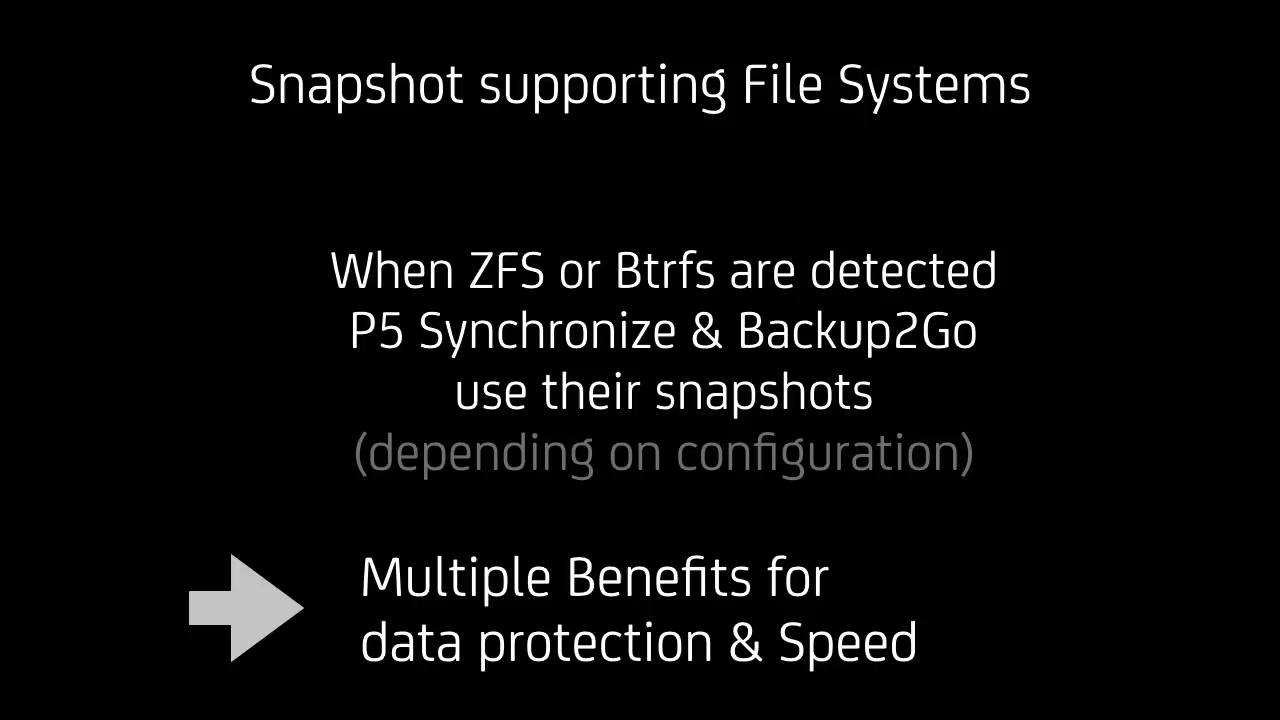 Snapshot supporting File Systems
When ZFS or Btrfs are detected
P5 Synchronize & Backup2Go
use their snapshots
(depending on configuration)
Multiple Benefits for
data protection & Speed